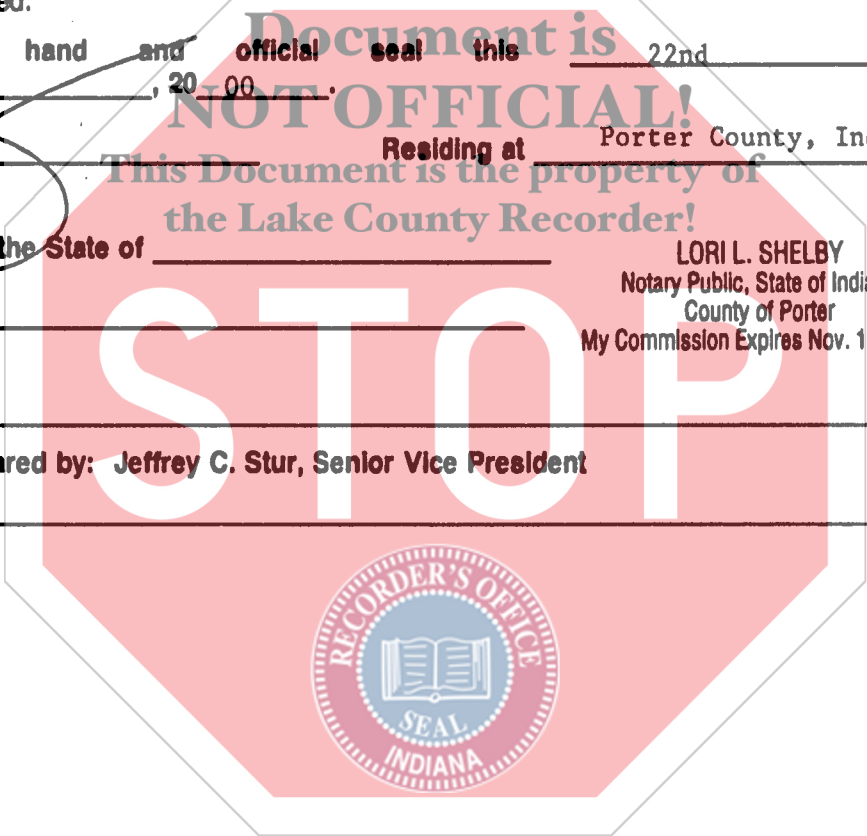 ed.
Document is
hand and official seal this 22nd
, 20 00 .
NOT OFFICIAL!
Residing at Porter County, In
This Document is the property of
the Lake County Recorder!
the State of
LORI L. SHELBY
Notary Public, State of India
County of Porter
My Commission Expires Nov. 1
STOP
ared by: Jeffrey C. Stur, Senior Vice President
RECORDER'S OFFICE
SEAL
INDIANA